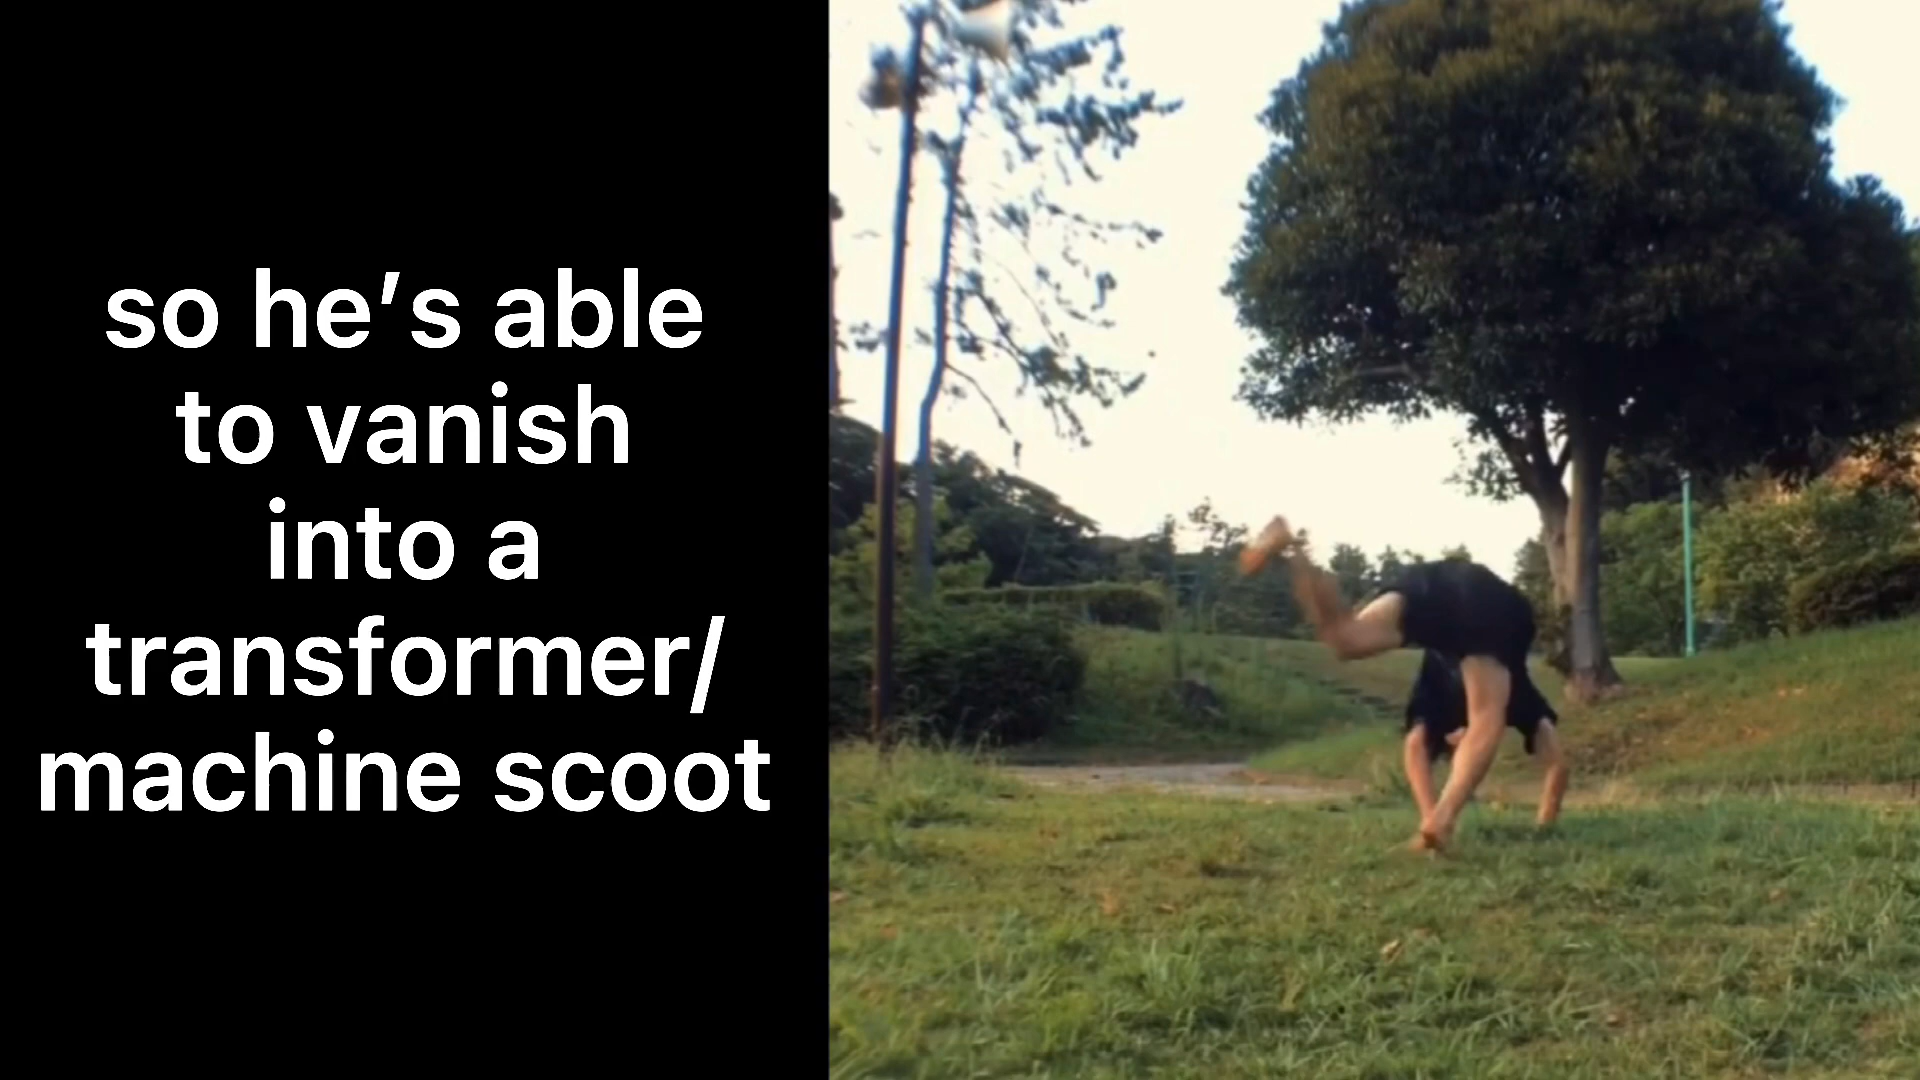 so he’s able
to vanish
into a
transformer/
machine scoot